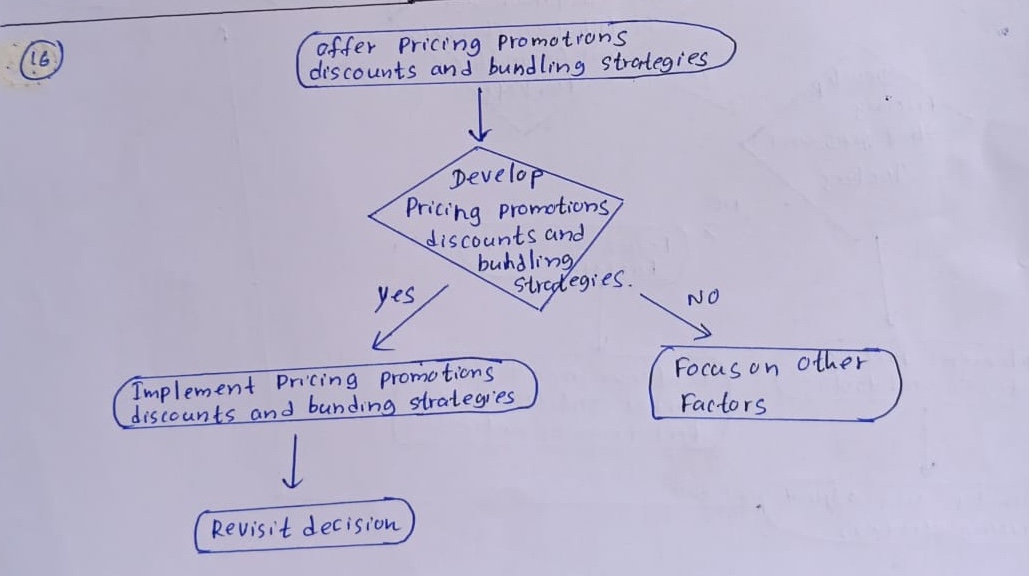 16
offer Pricing Promotions
discounts and bundling strategies
Develop
Pricing promotions
discounts and
bundling
strategies.
Yes
NO
Implement Pricing promotions
discounts and bunding strategies
Focus on other
Factors
Revisit decision